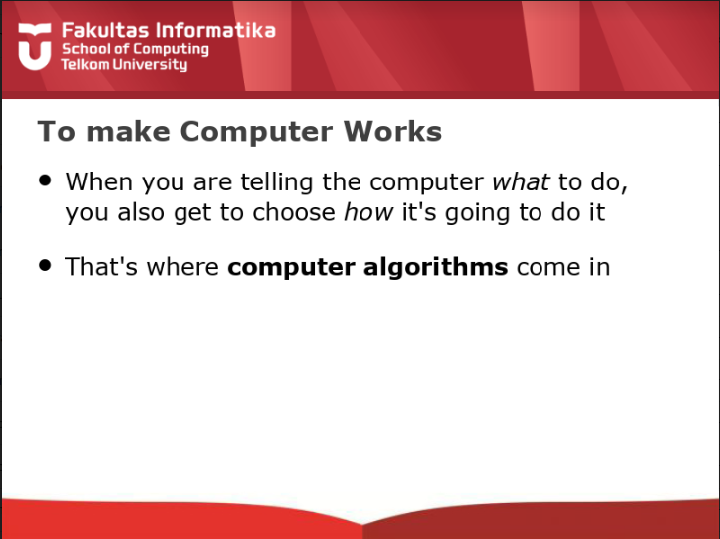 Fakultas Informatika
School of Computing
Telkom University
To make Computer Works
• When you are telling the computer what to do,
you also get to choose how it's going to do it
• That's where computer algorithms come in